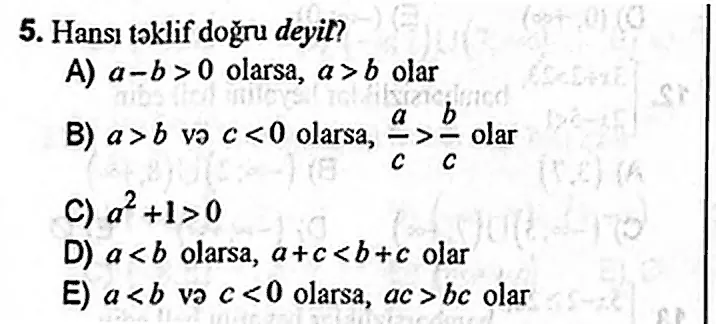 5. Hansı təklif doğru deyil?
A) a−b>0 olarsa, a>b olar
B) a>b və c<0 olarsa, a/c > b/c olar
C) a²+1>0
D) a<b olarsa, a+c<b+c olar
E) a<b və c<0 olarsa, ac>bc olar